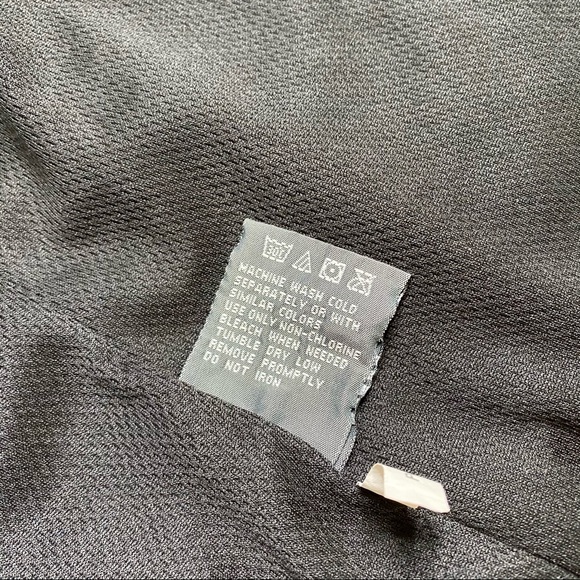 30C
MACHINE WASH COLD
SEPARATELY OR WITH
SIMILAR COLORS
USE ONLY NON-CHLORINE
BLEACH WHEN NEEDED
TUMBLE DRY LOW
REMOVE PROMPTLY
DO NOT IRON